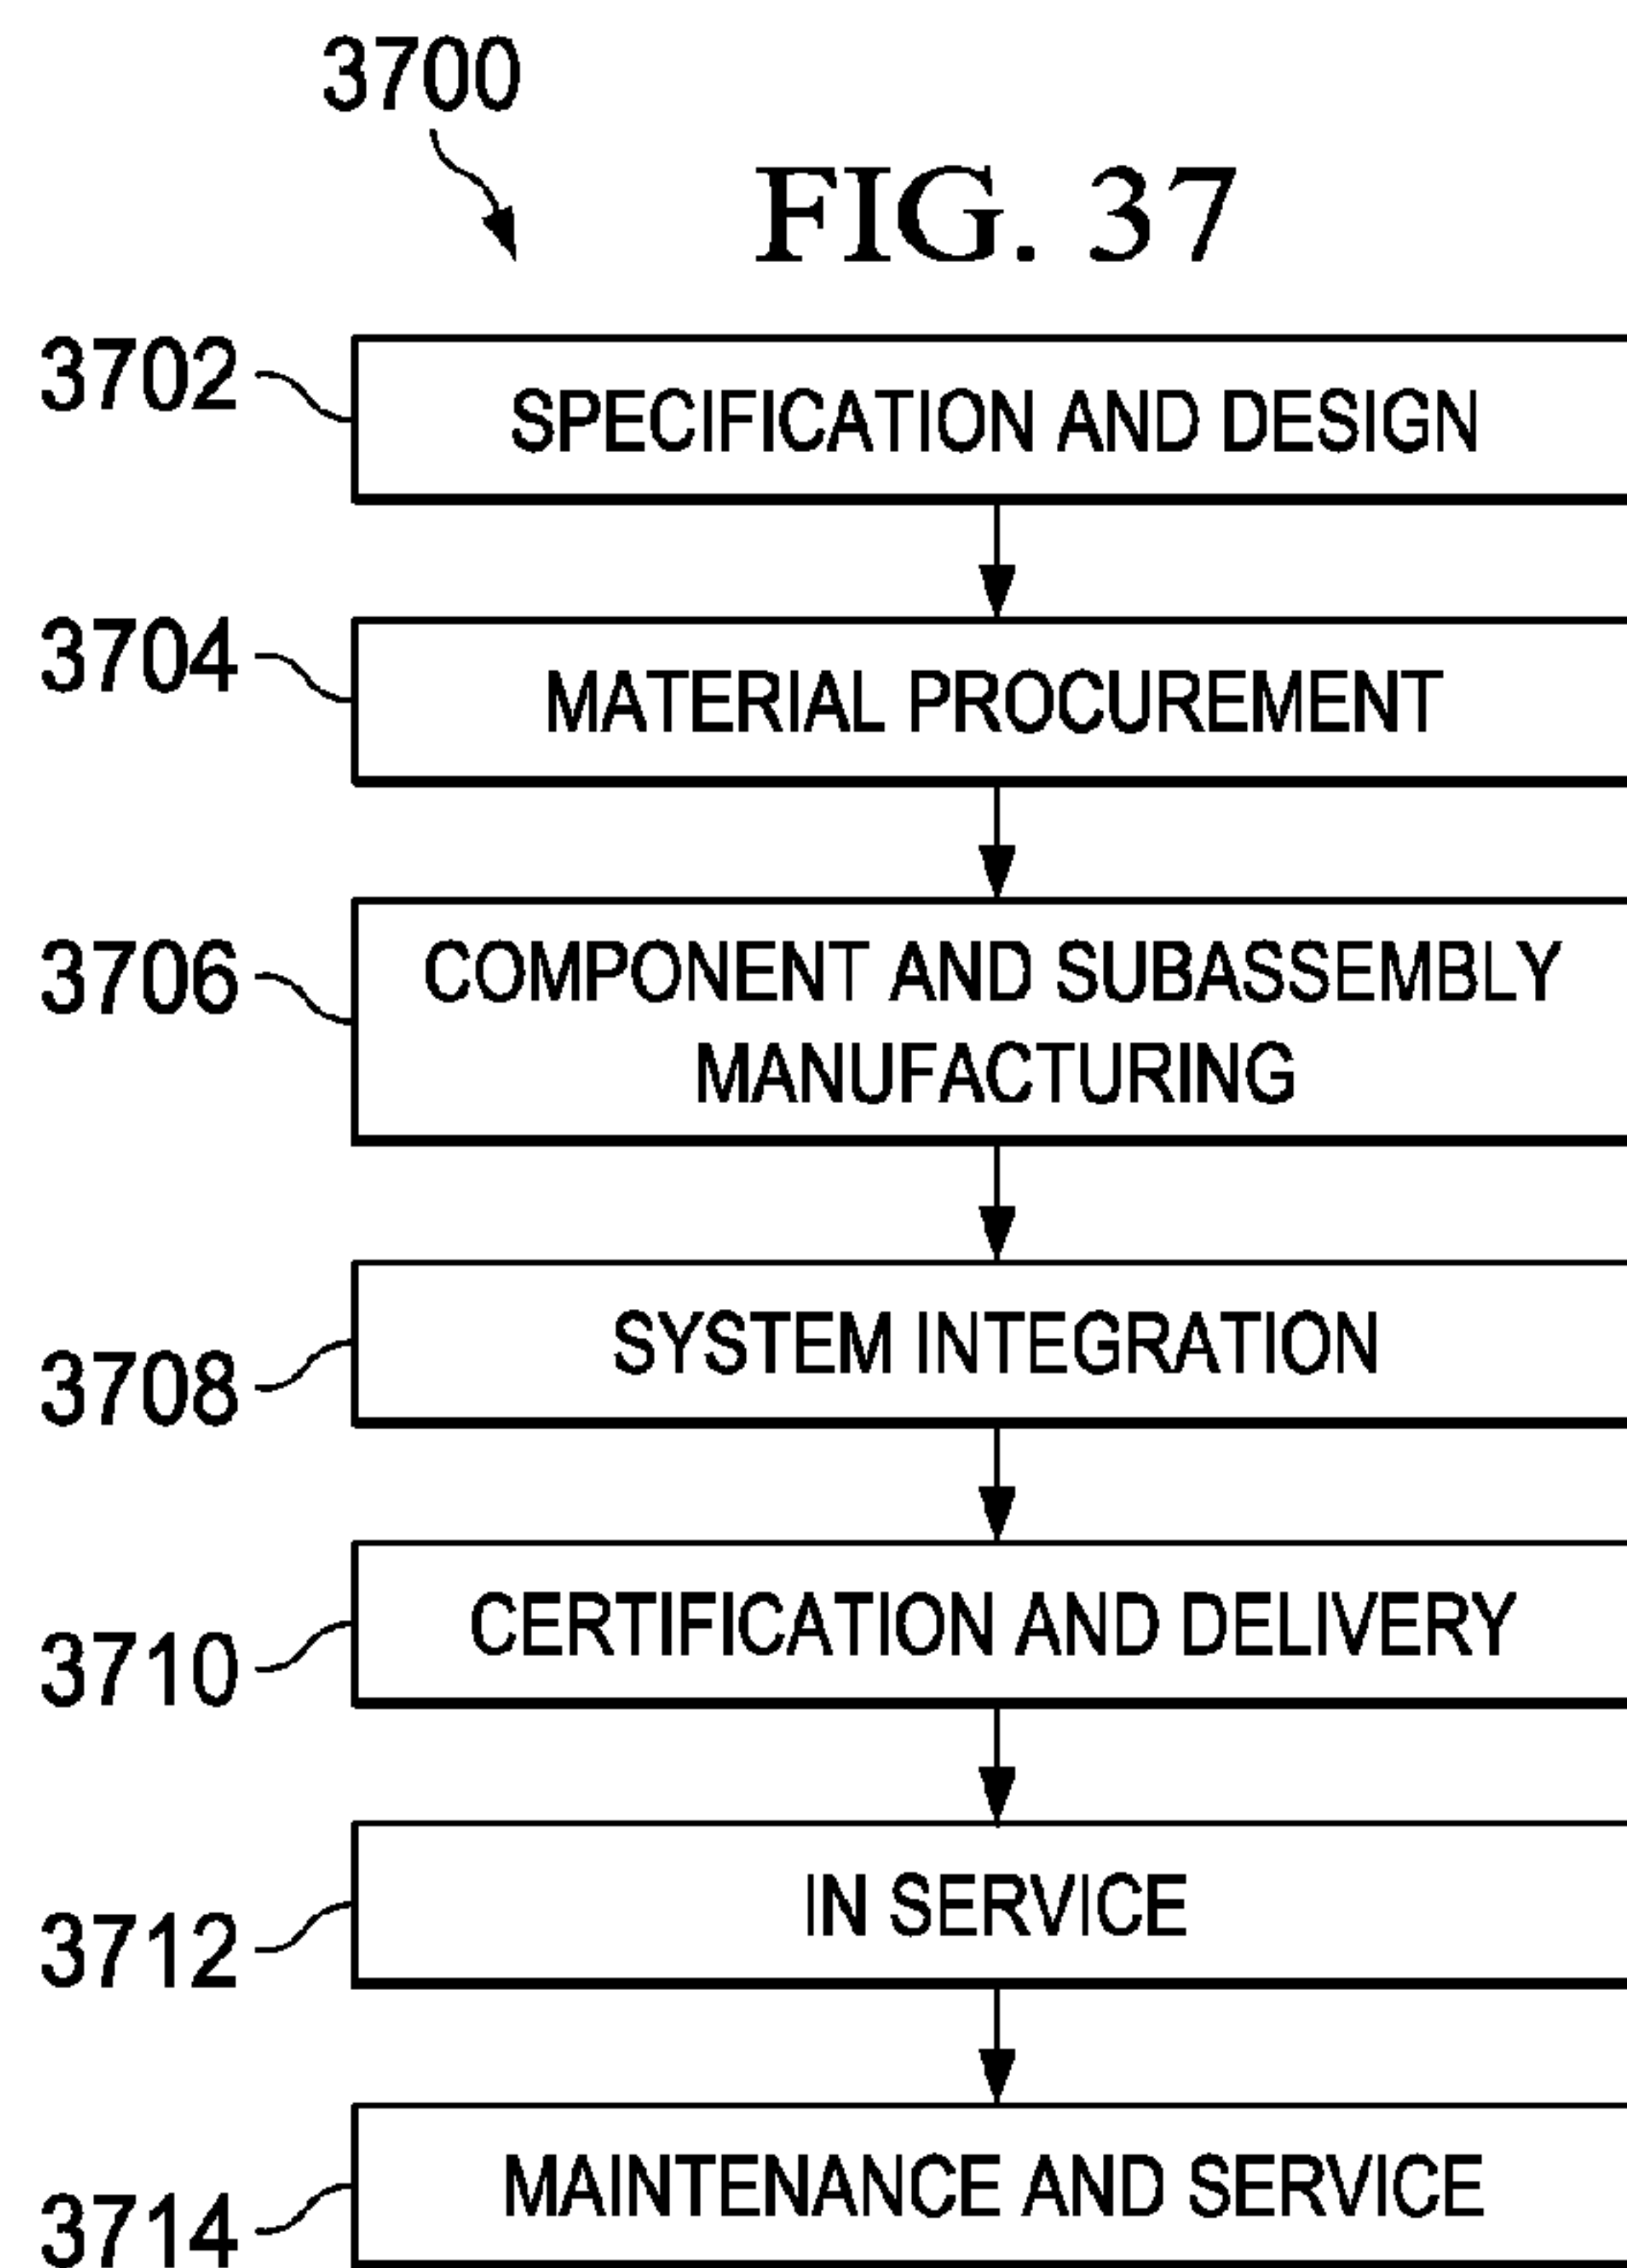 3700
FIG. 37
3702
SPECIFICATION AND DESIGN
3704
MATERIAL PROCUREMENT
3706
COMPONENT AND SUBASSEMBLY
MANUFACTURING
3708
SYSTEM INTEGRATION
3710
CERTIFICATION AND DELIVERY
3712
IN SERVICE
3714
MAINTENANCE AND SERVICE